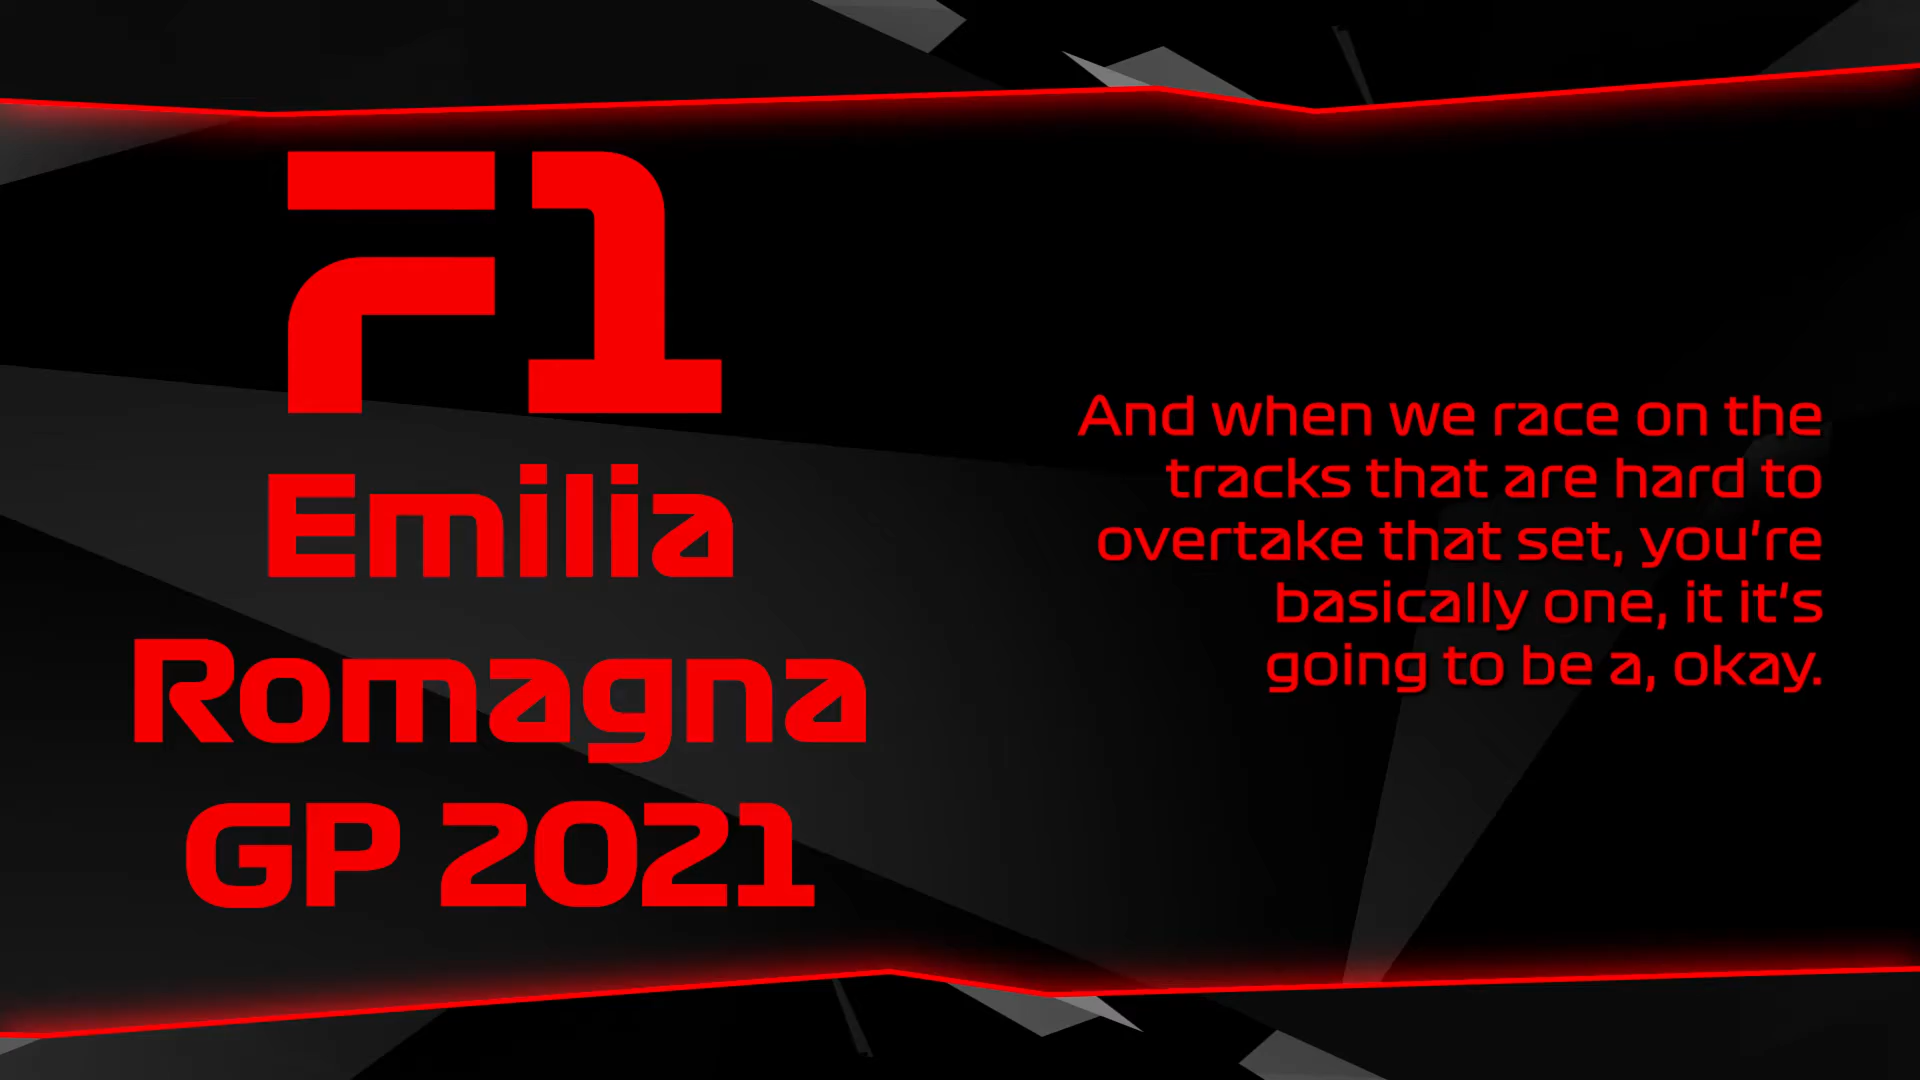 F1
Emilia
Romagna
GP 2021
And when we race on the
tracks that are hard to
overtake that set, you're
basically one, it it's
going to be a, okay.